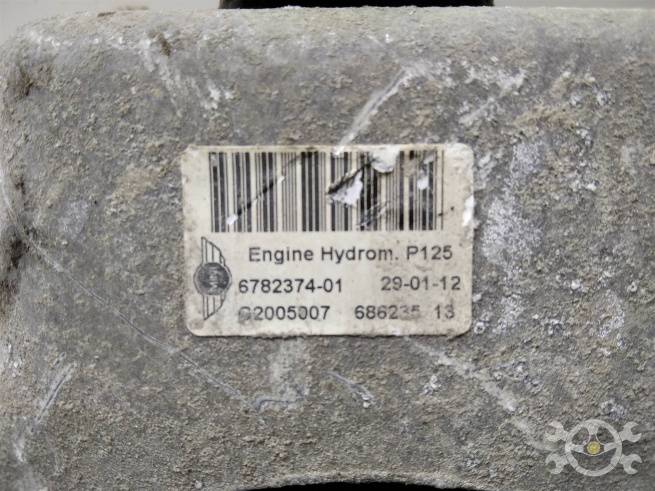 Engine Hydrom. P125
6782374-01 29-01-12
G2005007 686235 13